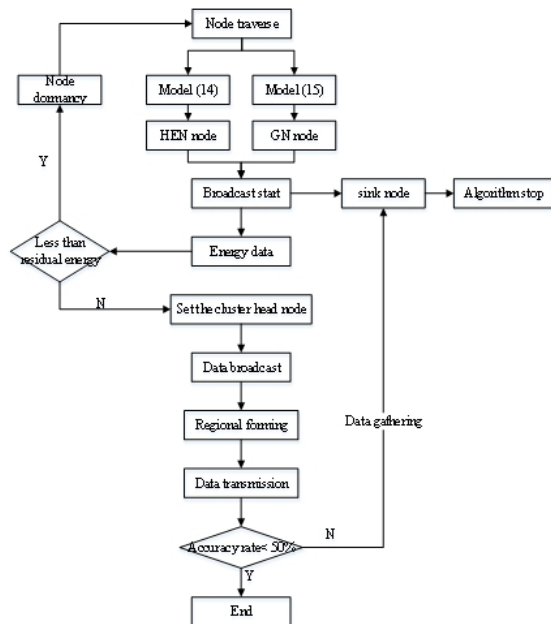 Node traverse
Node
dormancy
Model (14)
Model (15)
HEN node
GN node
Y
Broadcast start
sink node
Algorithm stop
Less than
residual energy
Energy data
N
Set the cluster head node
Data broadcast
Regional forming
Data gathering
Data transmission
Accuracy rate< 50%
N
Y
End